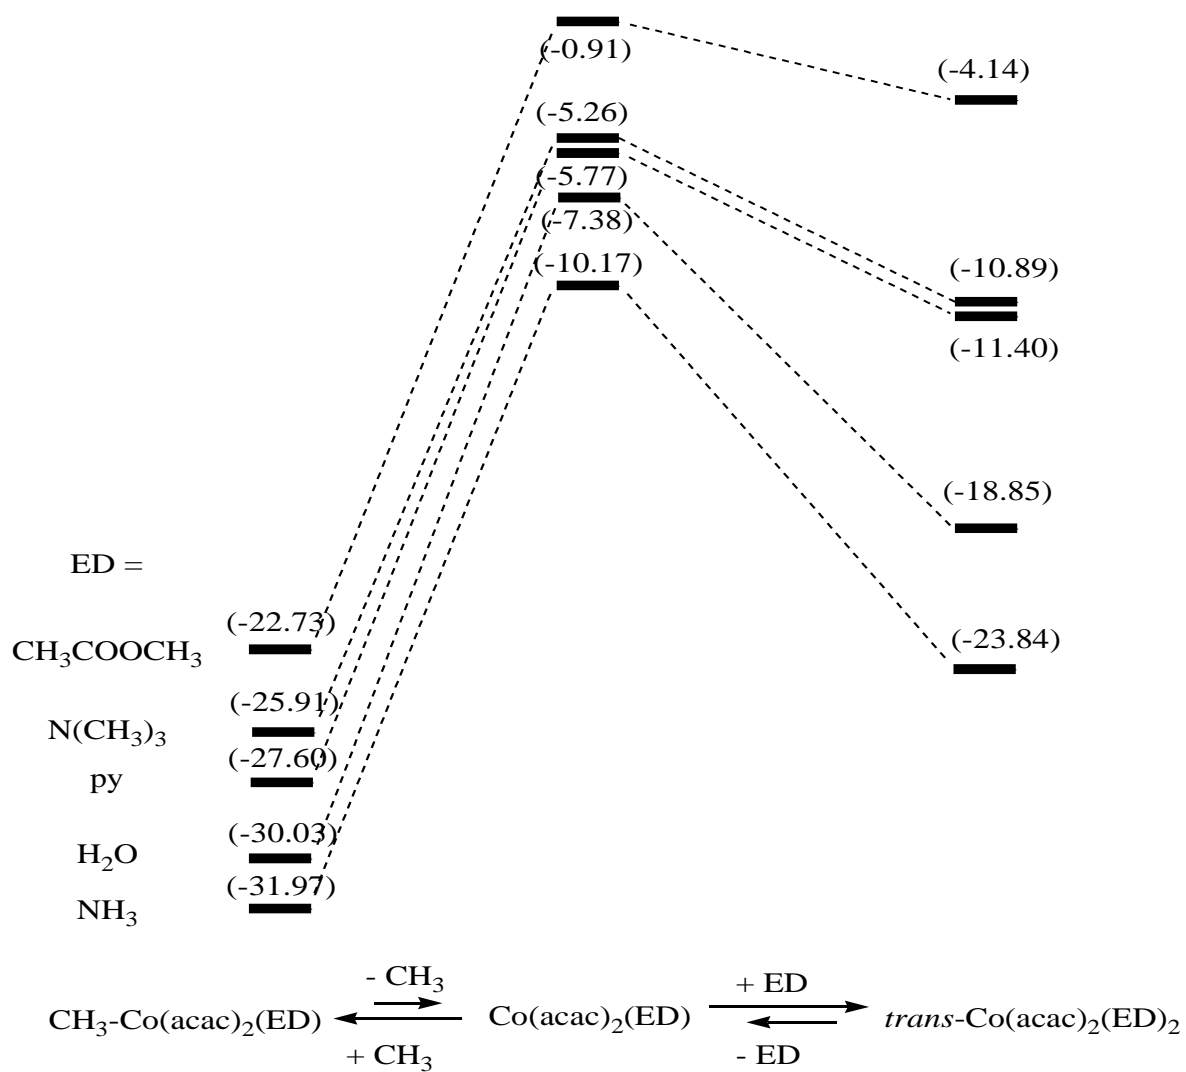 (-0.91)
(-4.14)
(-5.26)
(-5.77)
(-7.38)
(-10.17)
(-10.89)
(-11.40)
(-18.85)
(-23.84)
ED =
(-22.73)
CH₃COOCH₃
(-25.91)
N(CH₃)₃
(-27.60)
py
(-30.03)
H₂O
(-31.97)
NH₃
- CH₃
+ ED
CH₃-Co(acac)₂(ED)
Co(acac)₂(ED)
trans-Co(acac)₂(ED)₂
+ CH₃
- ED